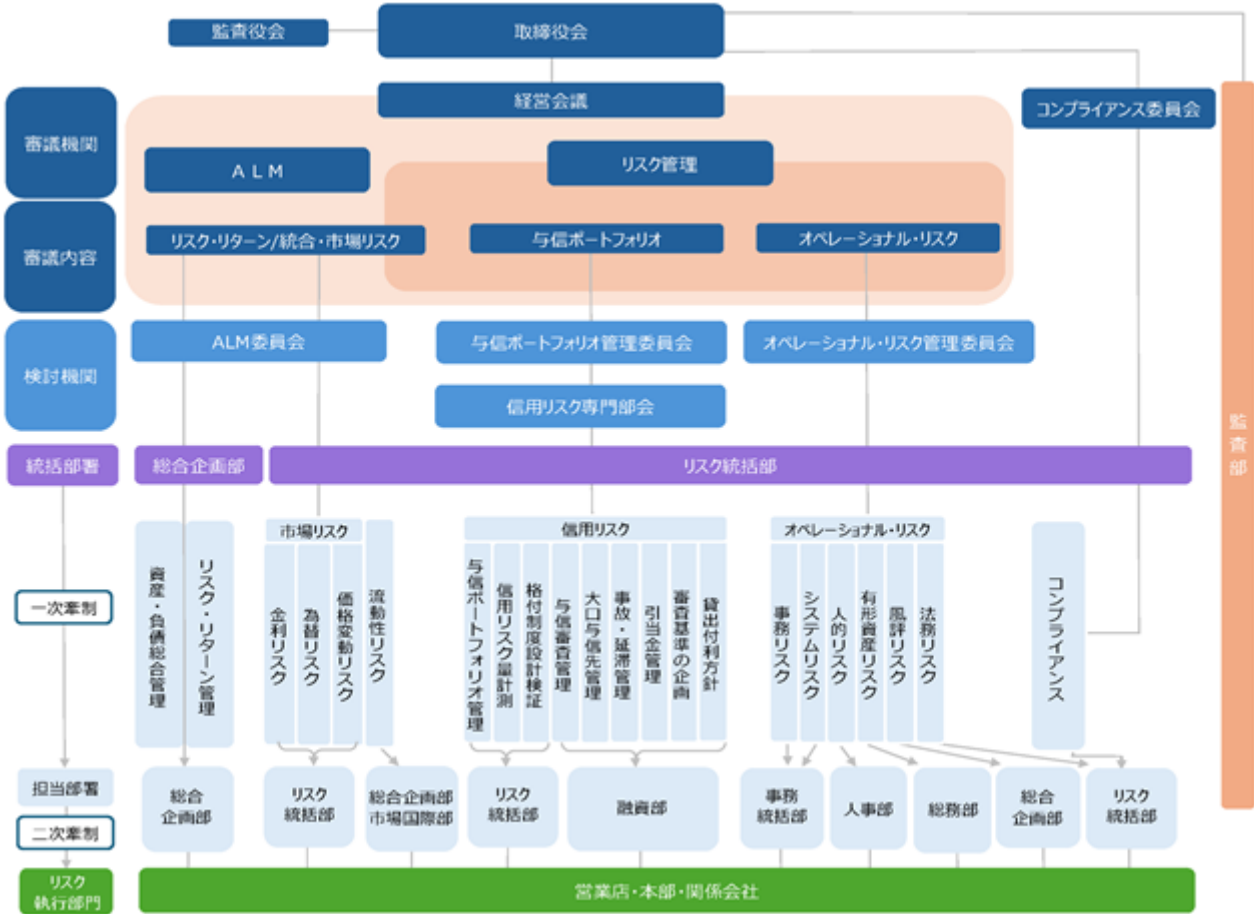 監査役会
取締役会
経営会議
コンプライアンス委員会
審議機関
ALM
リスク管理
審議内容
リスク・リターン/統合・市場リスク
与信ポートフォリオ
オペレーショナル・リスク
検討機関
ALM委員会
与信ポートフォリオ管理委員会
オペレーショナル・リスク管理委員会
信用リスク専門部会
監査部
統括部署
総合企画部
リスク統括部
一次牽制
資産・負債総合管理
リスク・リターン管理
市場リスク
金利リスク
為替リスク
価格変動リスク
流動性リスク
信用リスク
与信ポートフォリオ管理
信用リスク量計測
格付制度設計検証
与信審査管理
大口与信先管理
事故・延滞管理
引当金管理
審査基準の企画
貸出付利方針
オペレーショナル・リスク
事務リスク
システムリスク
人的リスク
有形資産リスク
風評リスク
法務リスク
コンプライアンス
担当部署
総合
企画部
リスク
統括部
総合企画部
市場国際部
リスク
統括部
融資部
事務
統括部
人事部
総務部
総合
企画部
リスク
統括部
二次牽制
リスク
執行部門
営業店・本部・関係会社